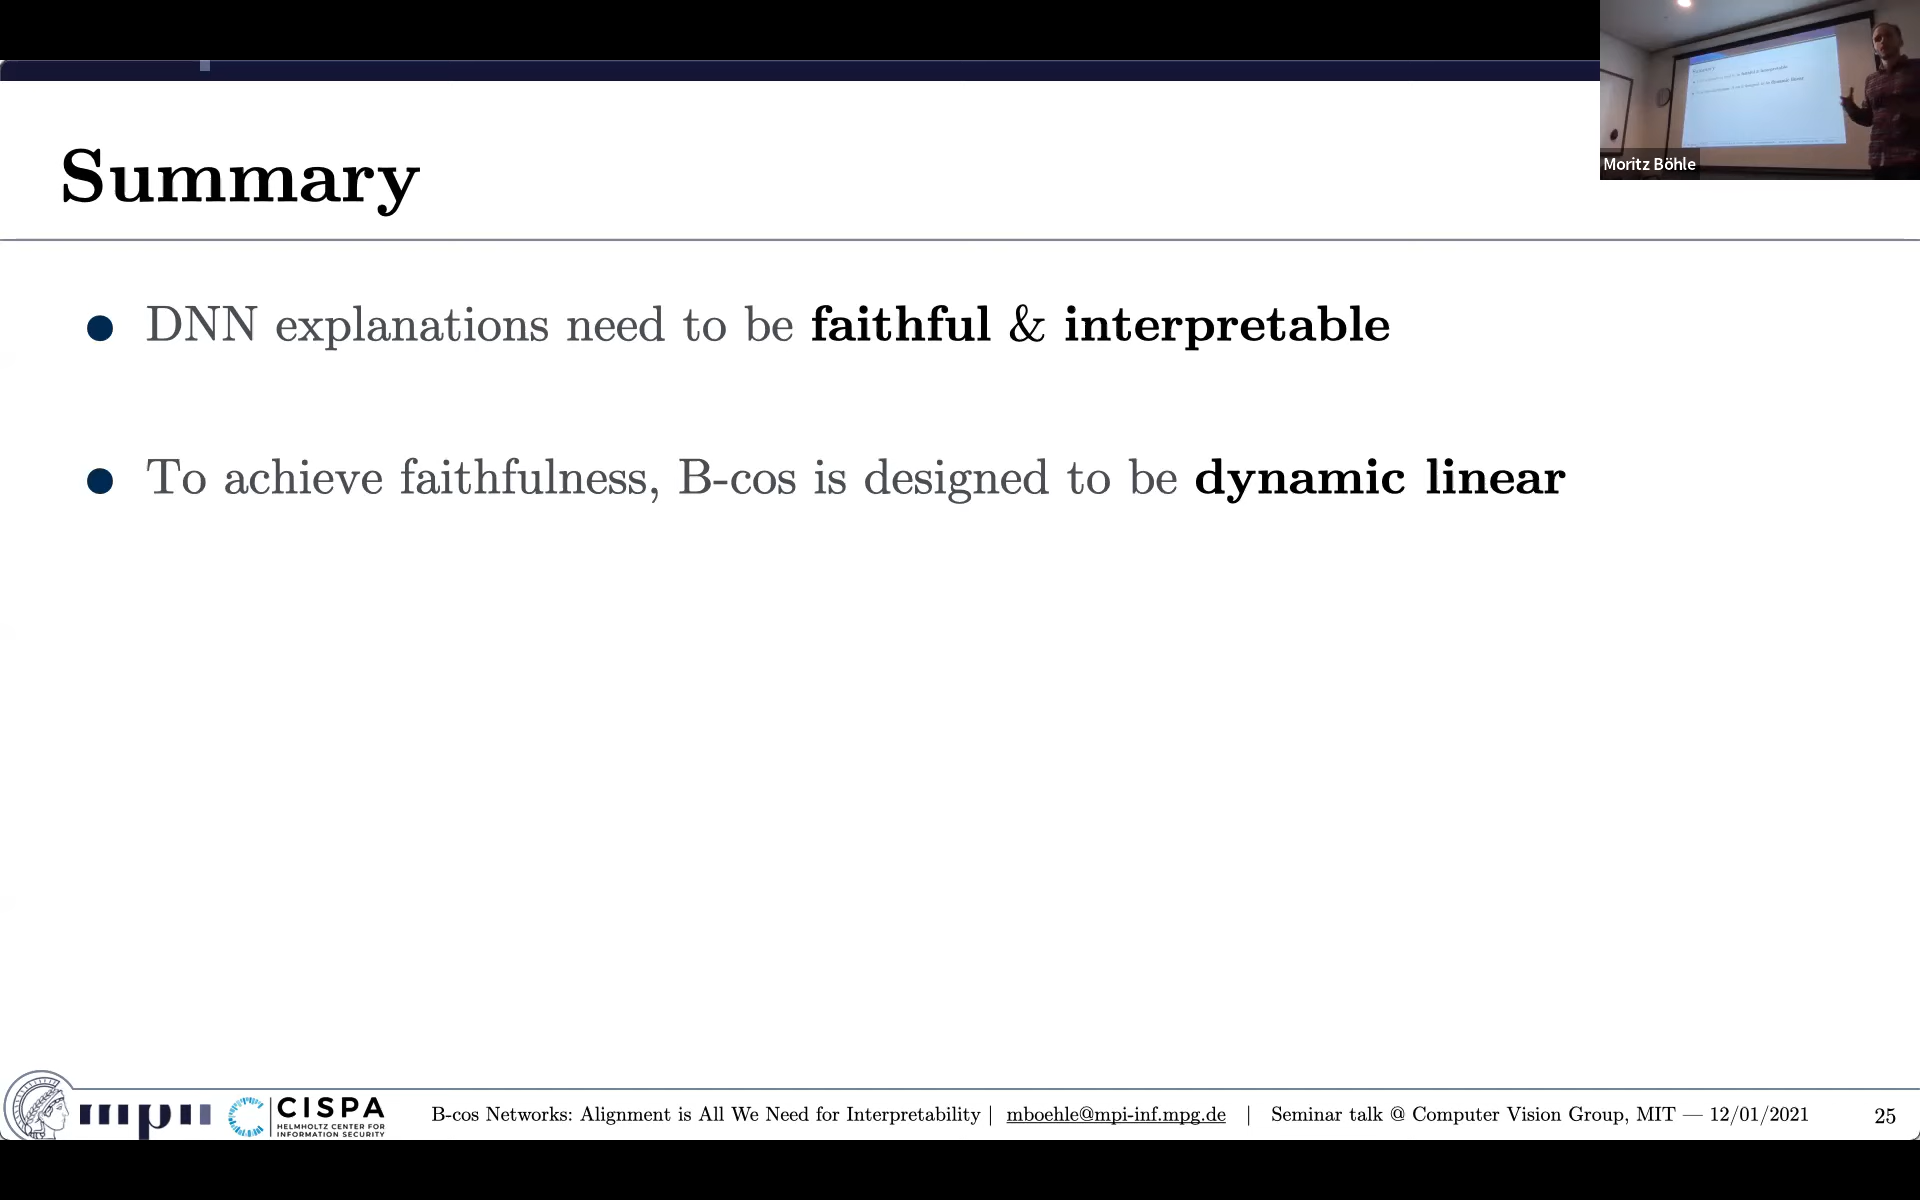 Summary
Moritz Böhle
● DNN explanations need to be faithful & interpretable
● To achieve faithfulness, B-cos is designed to be dynamic linear
mpii
CISPA
HELMHOLTZ CENTER FOR
INFORMATION SECURITY
B-cos Networks: Alignment is All We Need for Interpretability | mboehle@mpi-inf.mpg.de | Seminar talk @ Computer Vision Group, MIT — 12/01/2021
25